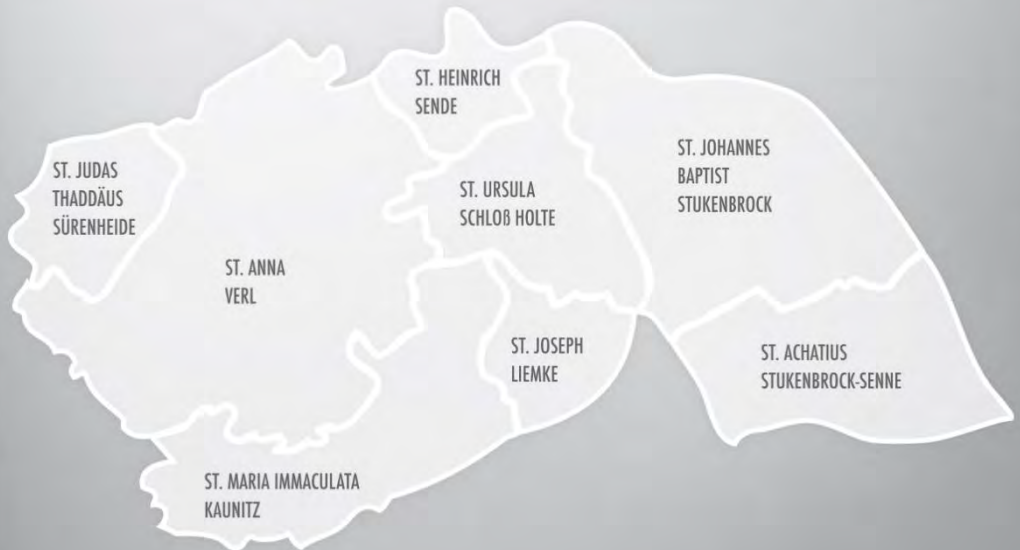 ST. HEINRICH
SENDE
ST. JUDAS
THADDÄUS
SÜRENHEIDE
ST. JOHANNES
BAPTIST
STUKENBROCK
ST. URSULA
SCHLOß HOLTE
ST. ANNA
VERL
ST. JOSEPH
LIEMKE
ST. ACHATIUS
STUKENBROCK-SENNE
ST. MARIA IMMACULATA
KAUNITZ